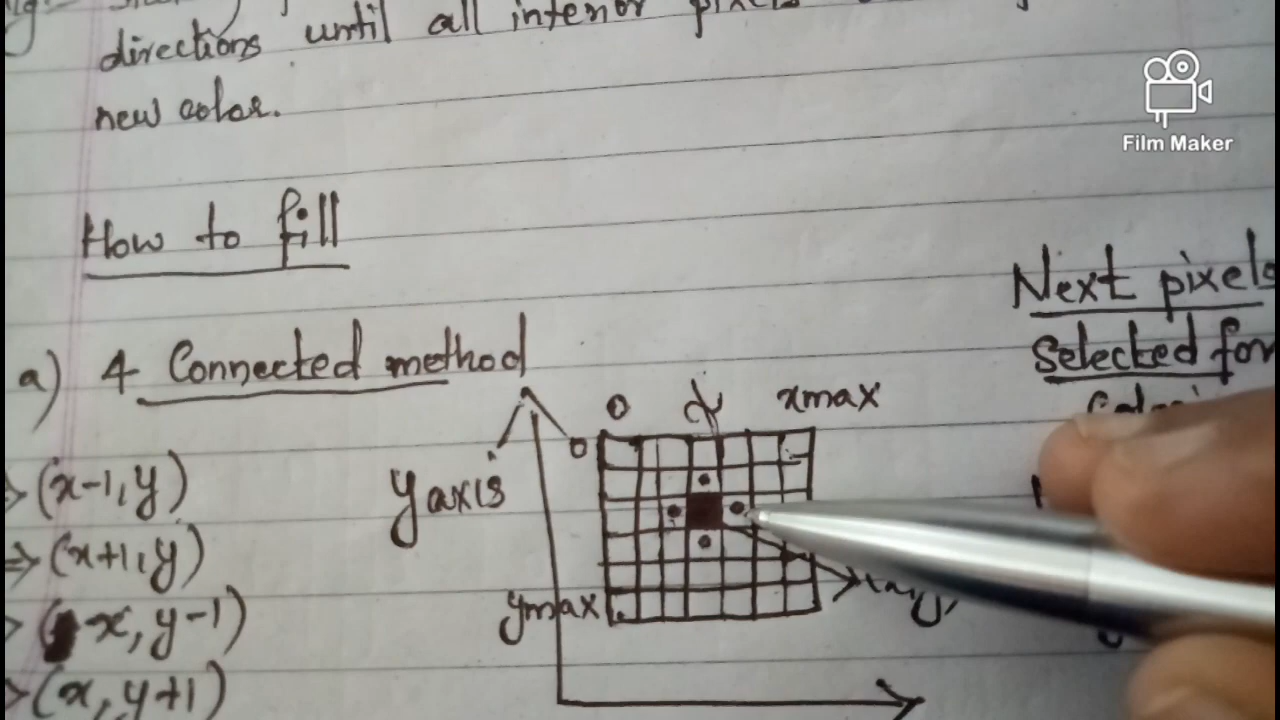 directions until all interior pixels
new color.
How to fill
a) 4 Connected method
(x-1, y)
⇒ (x+1, y)
(x, y-1)
(x, y+1)
y axis
0 x xmax
0
ymax
Next pixels
Selected for
Film Maker